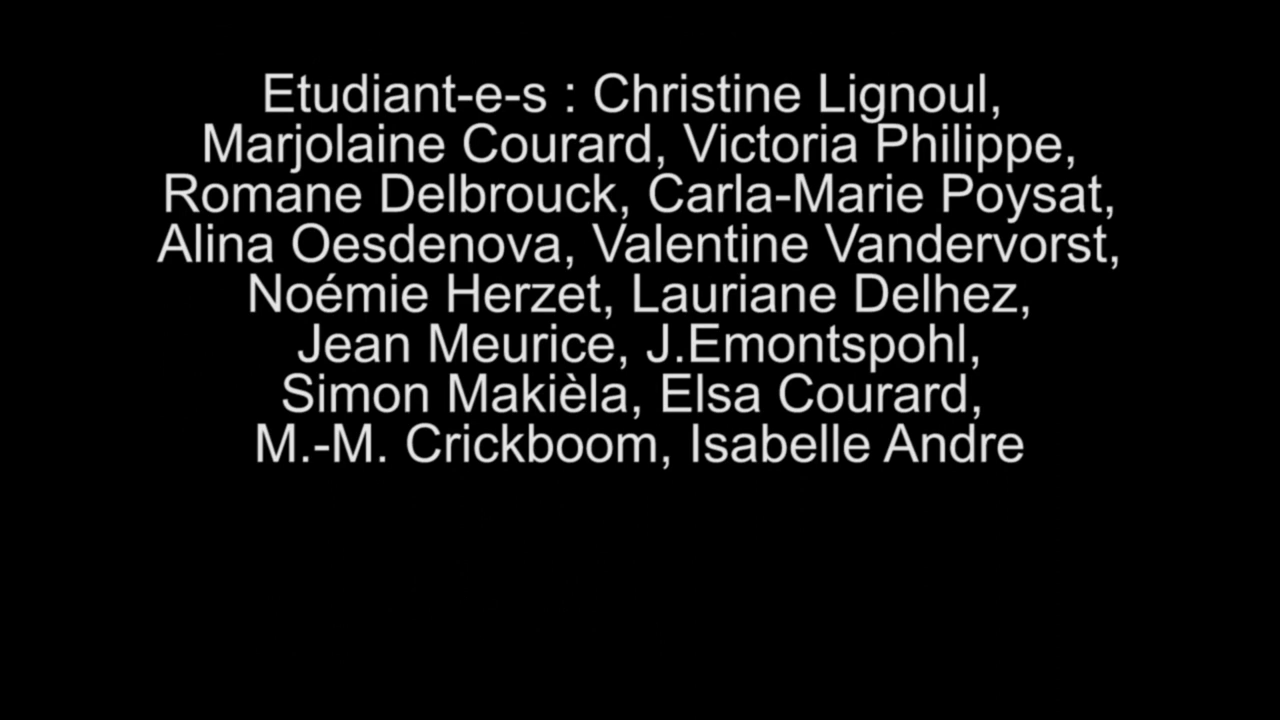 Etudiant-e-s : Christine Lignoul,
Marjolaine Courard, Victoria Philippe,
Romane Delbrouck, Carla-Marie Poysat,
Alina Oesdenova, Valentine Vandervorst,
Noémie Herzet, Lauriane Delhez,
Jean Meurice, J.Emontspohl,
Simon Makièla, Elsa Courard,
M.-M. Crickboom, Isabelle Andre